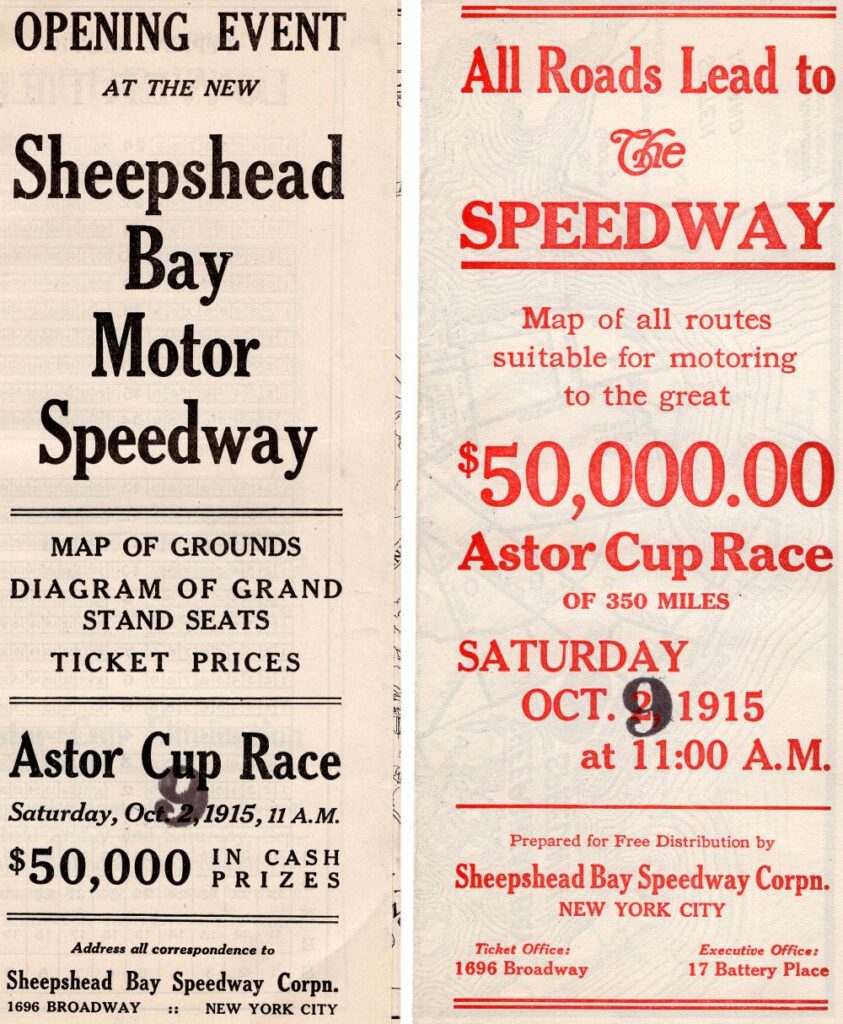 OPENING EVENT
AT THE NEW
Sheepshead
Bay
Motor
Speedway
MAP OF GROUNDS
DIAGRAM OF GRAND
STAND SEATS
TICKET PRICES
Astor Cup Race
Saturday, Oct. 2, 1915, 11 A.M.
9
$50,000 IN CASH
PRIZES
Address all correspondence to
Sheepshead Bay Speedway Corpn.
1696 BROADWAY :: NEW YORK CITY
All Roads Lead to
The
SPEEDWAY
Map of all routes
suitable for motoring
to the great
$50,000.00
Astor Cup Race
OF 350 MILES
SATURDAY
OCT. 2, 1915
9
at 11:00 A.M.
Prepared for Free Distribution by
Sheepshead Bay Speedway Corpn.
NEW YORK CITY
Ticket Office:
1696 Broadway
Executive Office:
17 Battery Place